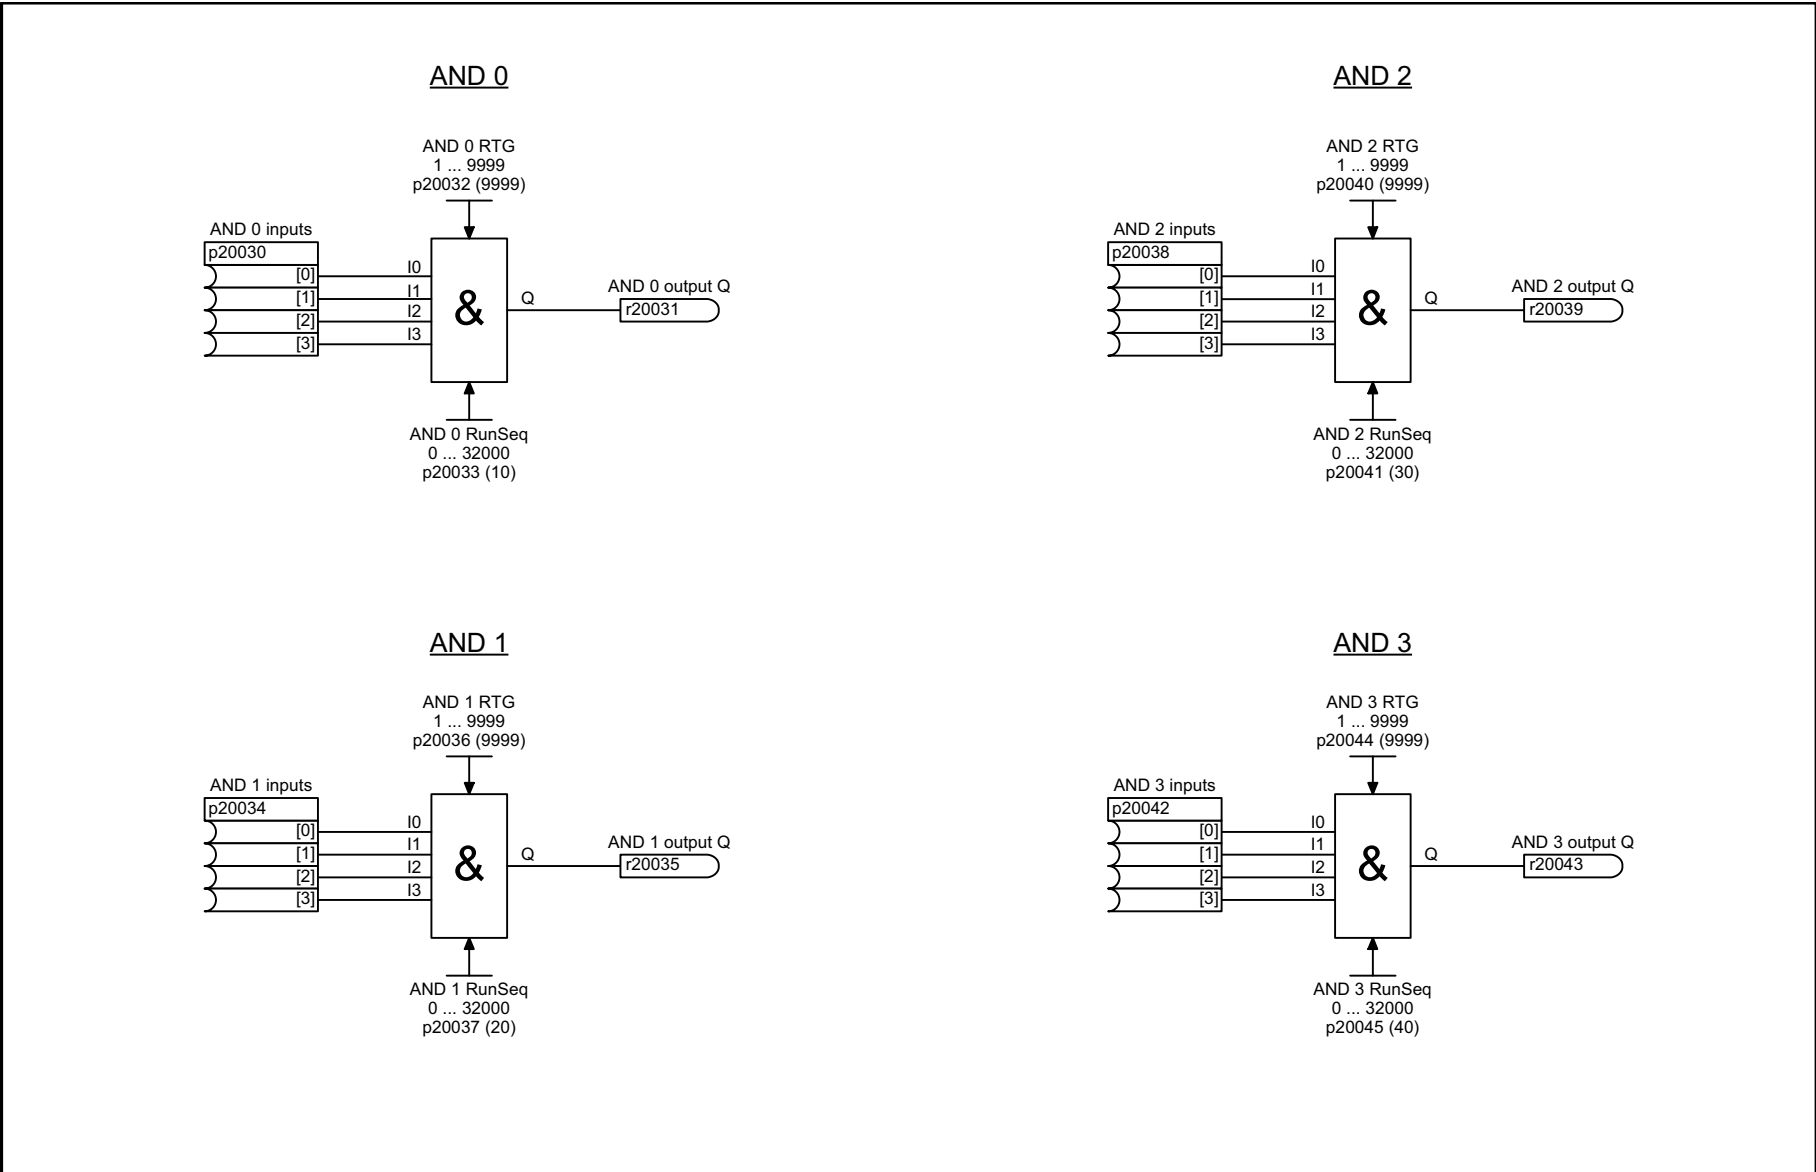 AND 0
AND 0 RTG
1 ... 9999
p20032 (9999)
AND 0 inputs
p20030
[0]
[1]
[2]
[3]
I0
I1
I2
I3
&
Q
AND 0 output Q
r20031
AND 0 RunSeq
0 ... 32000
p20033 (10)
AND 2
AND 2 RTG
1 ... 9999
p20040 (9999)
AND 2 inputs
p20038
[0]
[1]
[2]
[3]
I0
I1
I2
I3
&
Q
AND 2 output Q
r20039
AND 2 RunSeq
0 ... 32000
p20041 (30)
AND 1
AND 1 RTG
1 ... 9999
p20036 (9999)
AND 1 inputs
p20034
[0]
[1]
[2]
[3]
I0
I1
I2
I3
&
Q
AND 1 output Q
r20035
AND 1 RunSeq
0 ... 32000
p20037 (20)
AND 3
AND 3 RTG
1 ... 9999
p20044 (9999)
AND 3 inputs
p20042
[0]
[1]
[2]
[3]
I0
I1
I2
I3
&
Q
AND 3 output Q
r20043
AND 3 RunSeq
0 ... 32000
p20045 (40)